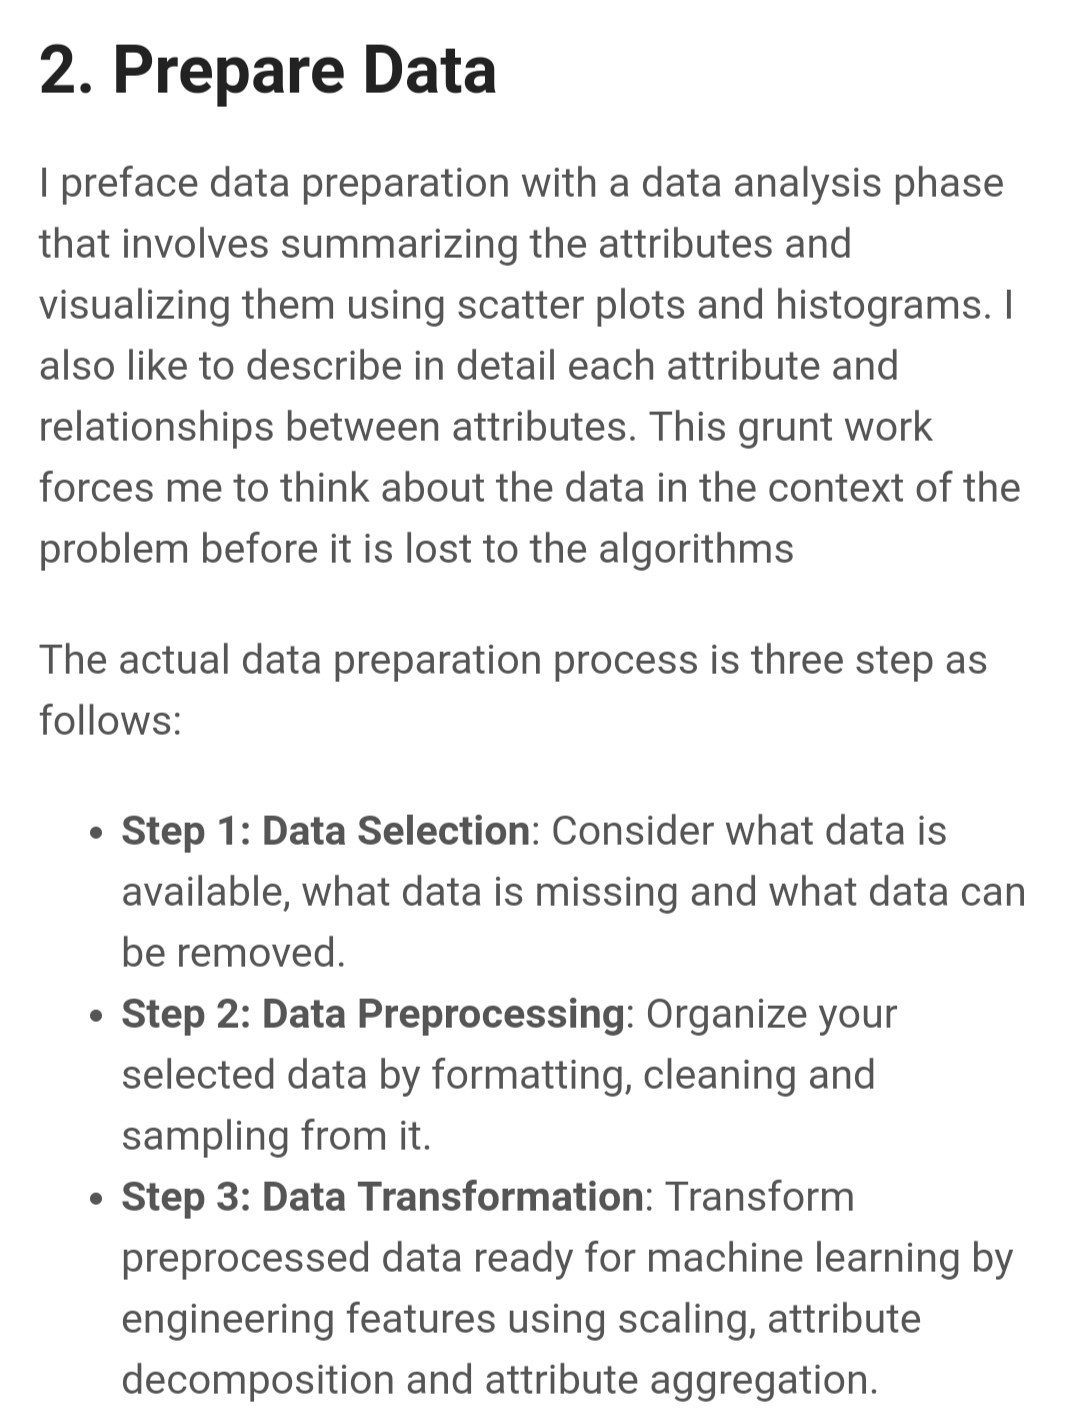 2. Prepare Data
I preface data preparation with a data analysis phase
that involves summarizing the attributes and
visualizing them using scatter plots and histograms. I
also like to describe in detail each attribute and
relationships between attributes. This grunt work
forces me to think about the data in the context of the
problem before it is lost to the algorithms
The actual data preparation process is three step as
follows:
• Step 1: Data Selection: Consider what data is
available, what data is missing and what data can
be removed.
• Step 2: Data Preprocessing: Organize your
selected data by formatting, cleaning and
sampling from it.
• Step 3: Data Transformation: Transform
preprocessed data ready for machine learning by
engineering features using scaling, attribute
decomposition and attribute aggregation.